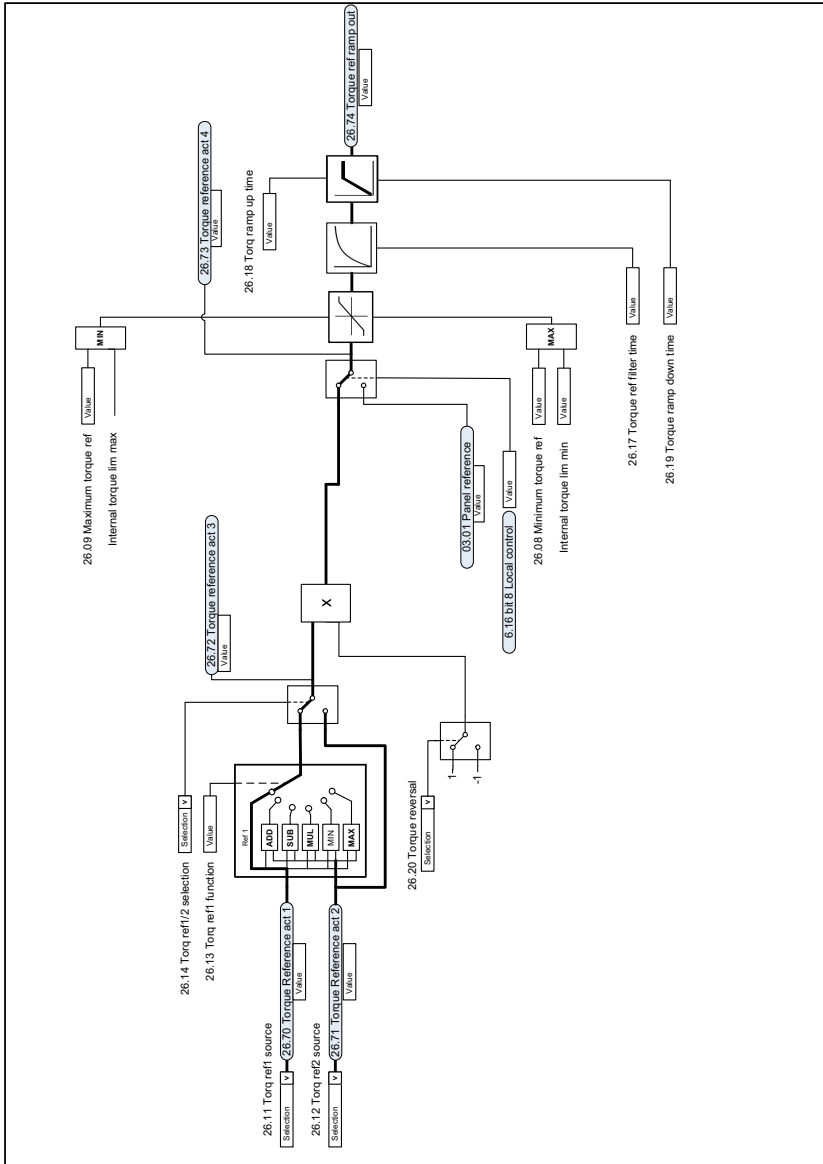 26.11 Torq ref1 source
Selection
v
26.70 Torque Reference act 1
Value
26.12 Torq ref2 source
Selection
v
26.71 Torque Reference act 2
Value
26.14 Torq ref1/2 selection
Selection
v
26.13 Torq ref1 function
Value
Ref 1
ADD
SUB
MUL
MIN
MAX
26.20 Torque reversal
Selection
v
1
-1
26.72 Torque reference act 3
Value
X
03.01 Panel reference
Value
6.16 bit 8 Local control
Value
26.09 Maximum torque ref
Value
Internal torque lim max
MIN
26.08 Minimum torque ref
Value
Internal torque lim min
Value
MAX
26.73 Torque reference act 4
Value
26.18 Torq ramp up time
Value
26.17 Torque ref filter time
Value
26.19 Torque ramp down time
Value
26.74 Torque ref ramp out
Value